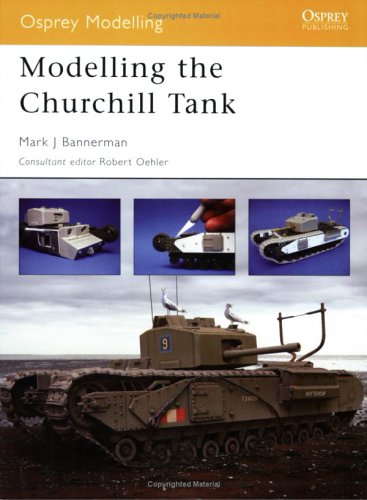 Osprey Modelling
OSPREY
PUBLISHING
Modelling the
Churchill Tank
Mark J Bannerman
Consultant editor Robert Oehler
9
BUTTERCUP
Copyrighted Material
Copyrighted Material